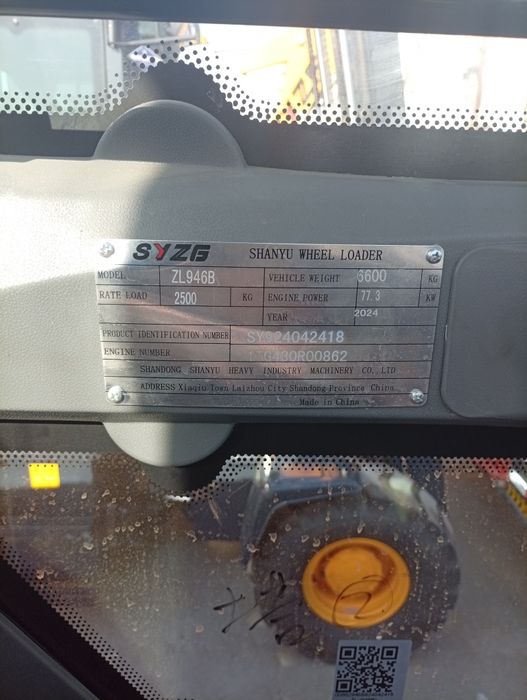 SYZG SHANYU WHEEL LOADER
MODEL ZL946B VEHICLE WEIGHT 6600 KG
RATE LOAD 2500 KG ENGINE POWER 77.3 KW
YEAR 2024
PRODUCT IDENTIFICATION NUMBER
ENGINE NUMBER
SHANDONG SHANYU HEAVY INDUSTRY MACHINERY CO., LTD
ADDRESS Xiaqiu Town Laizhou City Shandong Province China
Made in China